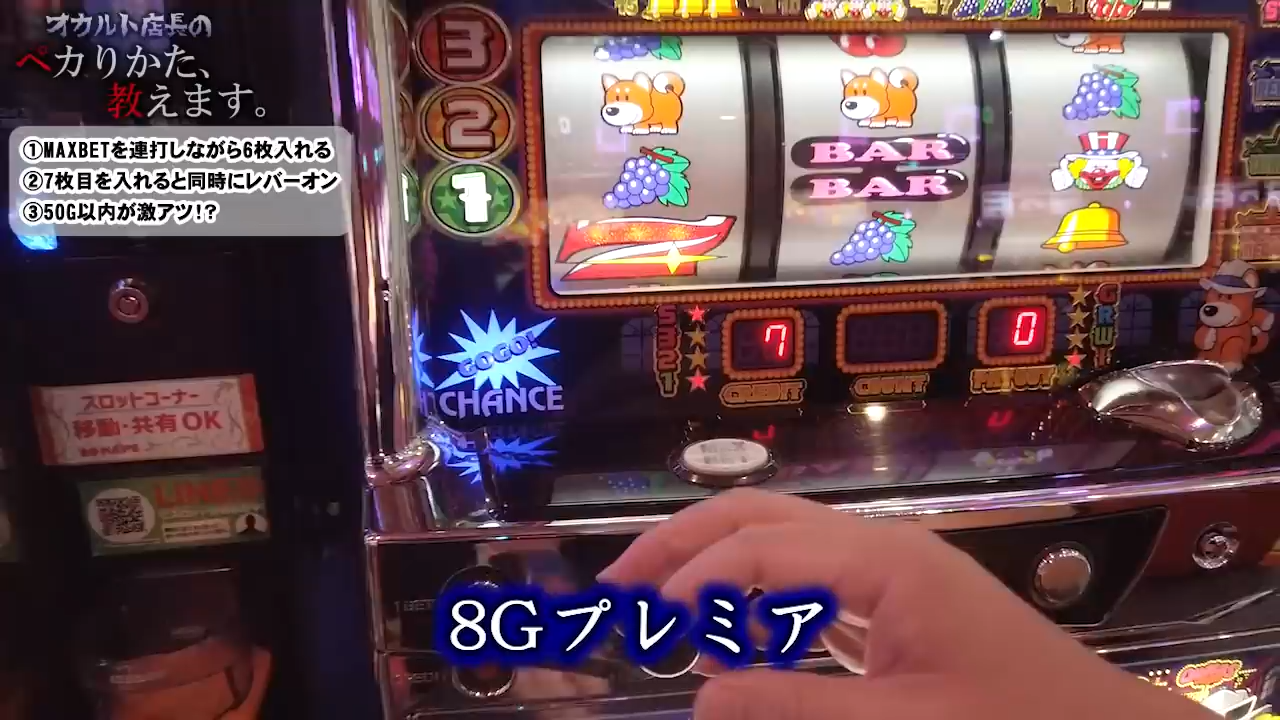 オカルト店長の
ペカりかた、
教えます。
①MAXBETを連打しながら6枚入れる
②7枚目を入れると同時にレバーオン
③50G以内が激アツ!?
3
2
1
BAR
BAR
7
GOGO!
CHANCE
7
0
CREDIT
COUNT
PAYOUT
スロットコーナー
移動・共有OK
8Gプレミア